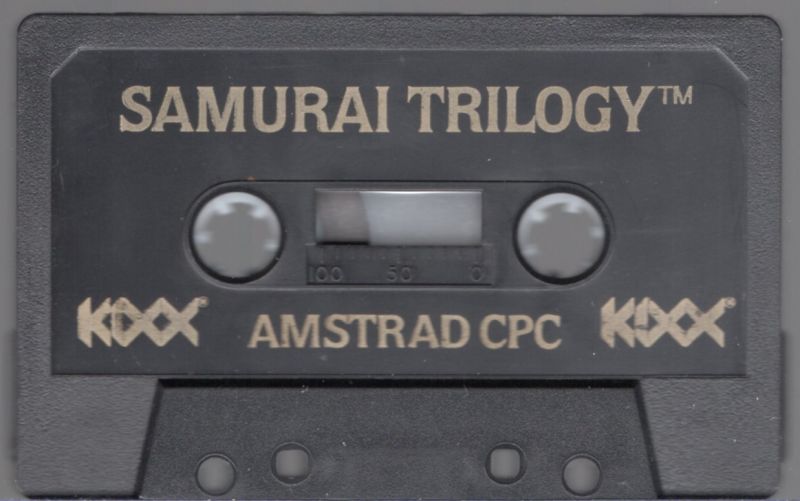 SAMURAI TRILOGY™
100 50 0
KIXX® AMSTRAD CPC KIXX®